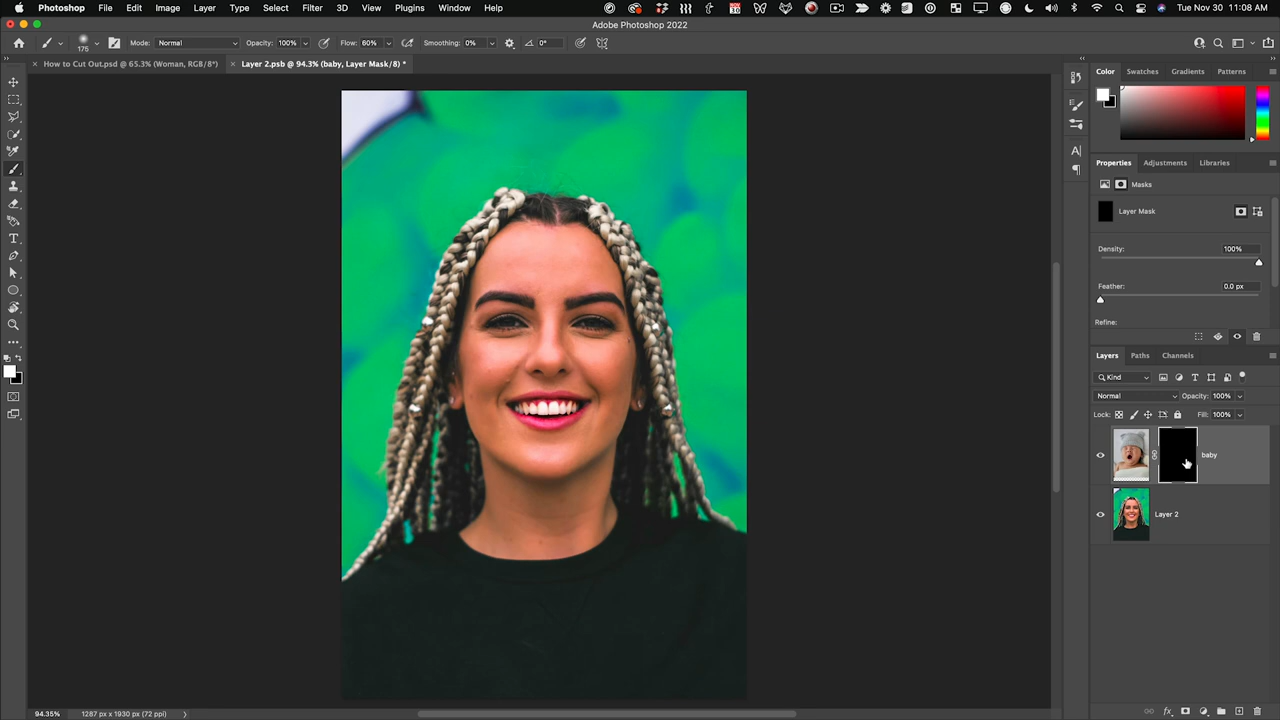 Photoshop File Edit Image Layer Type Select Filter 3D View Plugins Window Help Tue Nov 30 11:08 AM
Adobe Photoshop 2022
175 Mode: Normal Opacity: 100% Flow: 60% Smoothing: 0% 0°
× How to Cut Out.psd @ 65.3% (Woman, RGB/8*) × Layer 2.psb @ 94.3% (baby, Layer Mask/8) *
Color Swatches Gradients Patterns
Properties Adjustments Libraries
Masks
Layer Mask
Density: 100%
Feather: 0.0 px
Refine:
Layers Paths Channels
Kind
Normal Opacity: 100%
Lock: Fill: 100%
baby
Layer 2
94.35% 1287 px x 1930 px (72 ppi)